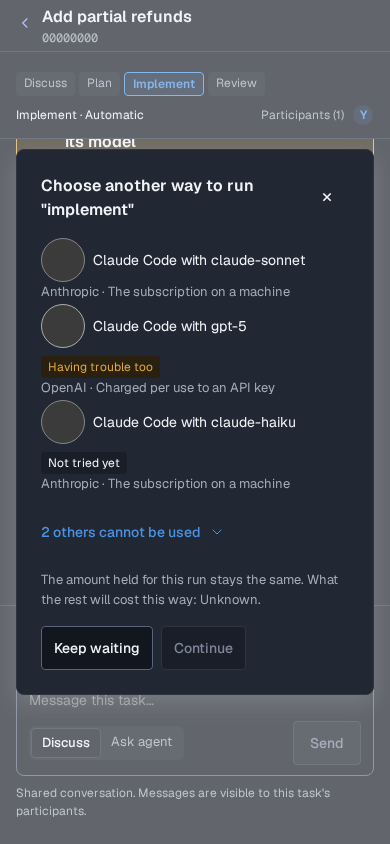 Add partial refunds
00000000
Discuss
Plan
Implement
Review
Implement · Automatic
Participants (1)
Y
its model
Choose another way to run
"implement"
Claude Code with claude-sonnet
Anthropic · The subscription on a machine
Claude Code with gpt-5
Having trouble too
OpenAI · Charged per use to an API key
Claude Code with claude-haiku
Not tried yet
Anthropic · The subscription on a machine
2 others cannot be used
The amount held for this run stays the same. What
the rest will cost this way: Unknown.
Keep waiting
Continue
Message this task...
Discuss
Ask agent
Send
Shared conversation. Messages are visible to this task's
participants.